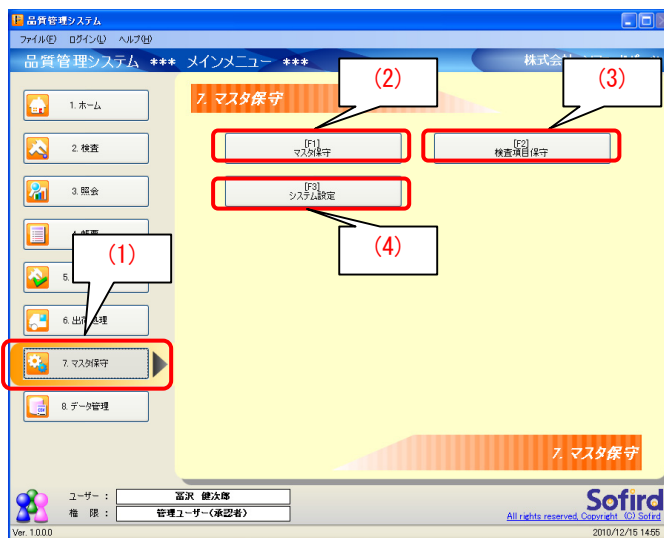 品質管理システム
ファイル(F) ログイン(L) ヘルプ(H)
品質管理システム *** メインメニュー ***
株式会社
(2)
(3)
1. ホーム
7. マスタ保守
2. 検査
[F1]
マスタ保守
[F2]
検査項目保守
3. 照会
[F3]
システム設定
(1)
(4)
5.
6. 出荷処理
7. マスタ保守
8. データ管理
7. マスタ保守
ユーザー : 冨沢 健次郎
権 限 : 管理ユーザー(承認者)
Sofird
All rights reserved, Copyright (C) Sofird
Ver. 1.0.0.0
2010/12/15 14:55